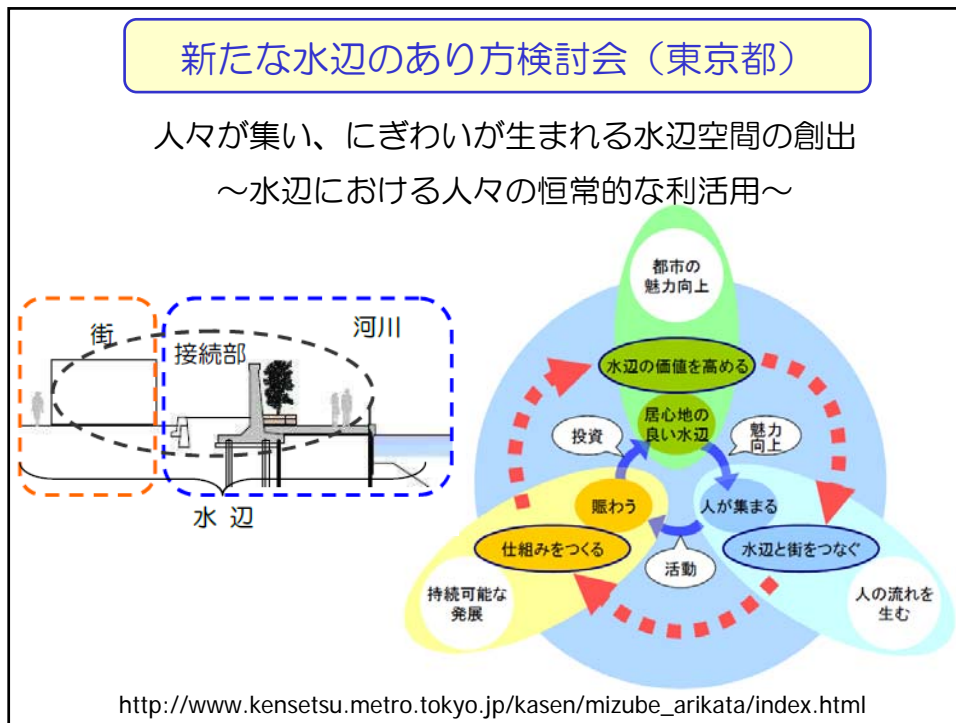 新たな水辺のあり方検討会（東京都）
人々が集い、にぎわいが生まれる水辺空間の創出
～水辺における人々の恒常的な利活用～
街
接続部
河川
水 辺
都市の
魅力向上
水辺の価値を高める
居心地の
良い水辺
投資
魅力
向上
賑わう
人が集まる
仕組みをつくる
水辺と街をつなぐ
活動
持続可能な
発展
人の流れを
生む
http://www.kensetsu.metro.tokyo.jp/kasen/mizube_arikata/index.html